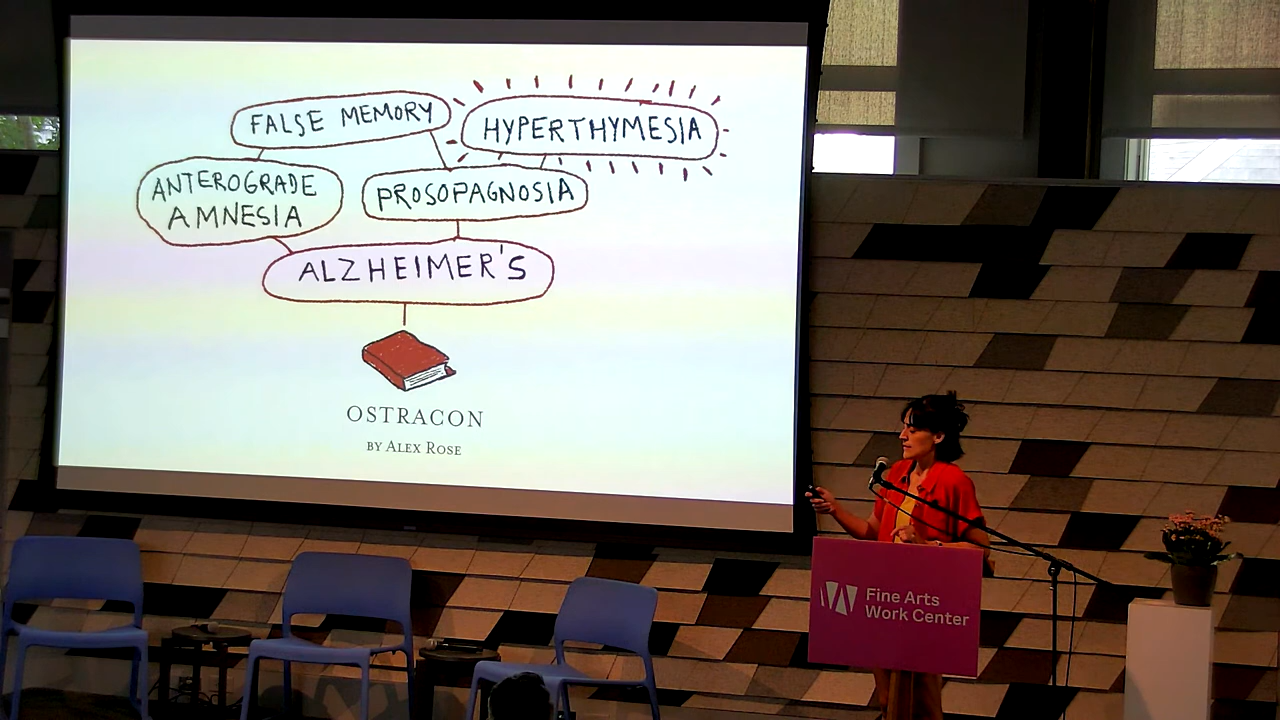 FALSE MEMORY
HYPERTHYMESIA
ANTEROGRADE
AMNESIA
PROSOPAGNOSIA
ALZHEIMER'S
OSTRACON
BY ALEX ROSE
Fine Arts
Work Center